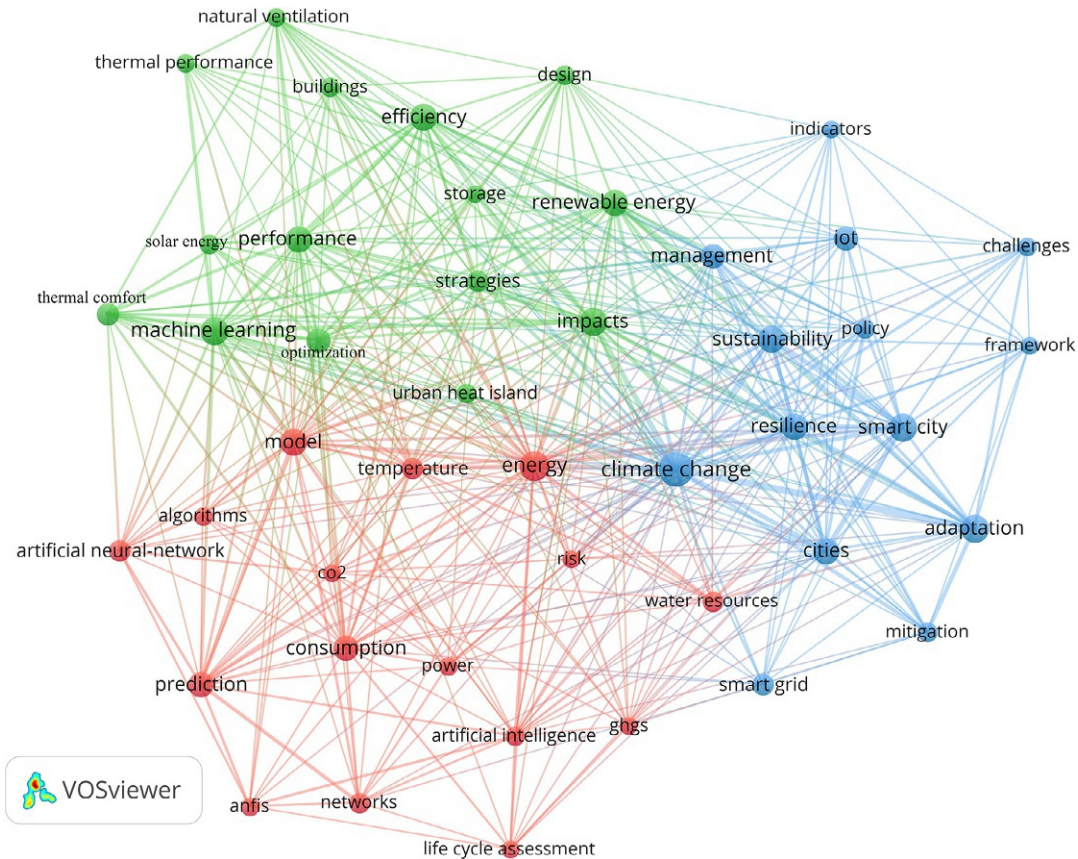 natural ventilation
thermal performance
design
buildings
efficiency
indicators
storage
renewable energy
solar energy
performance
iot
challenges
management
strategies
thermal comfort
machine learning
impacts
policy
sustainability
framework
optimization
urban heat island
resilience
smart city
model
temperature
energy
climate change
algorithms
adaptation
artificial neural-network
cities
risk
co2
water resources
mitigation
consumption
power
prediction
smart grid
ghgs
artificial intelligence
VOSviewer
anfis
networks
life cycle assessment